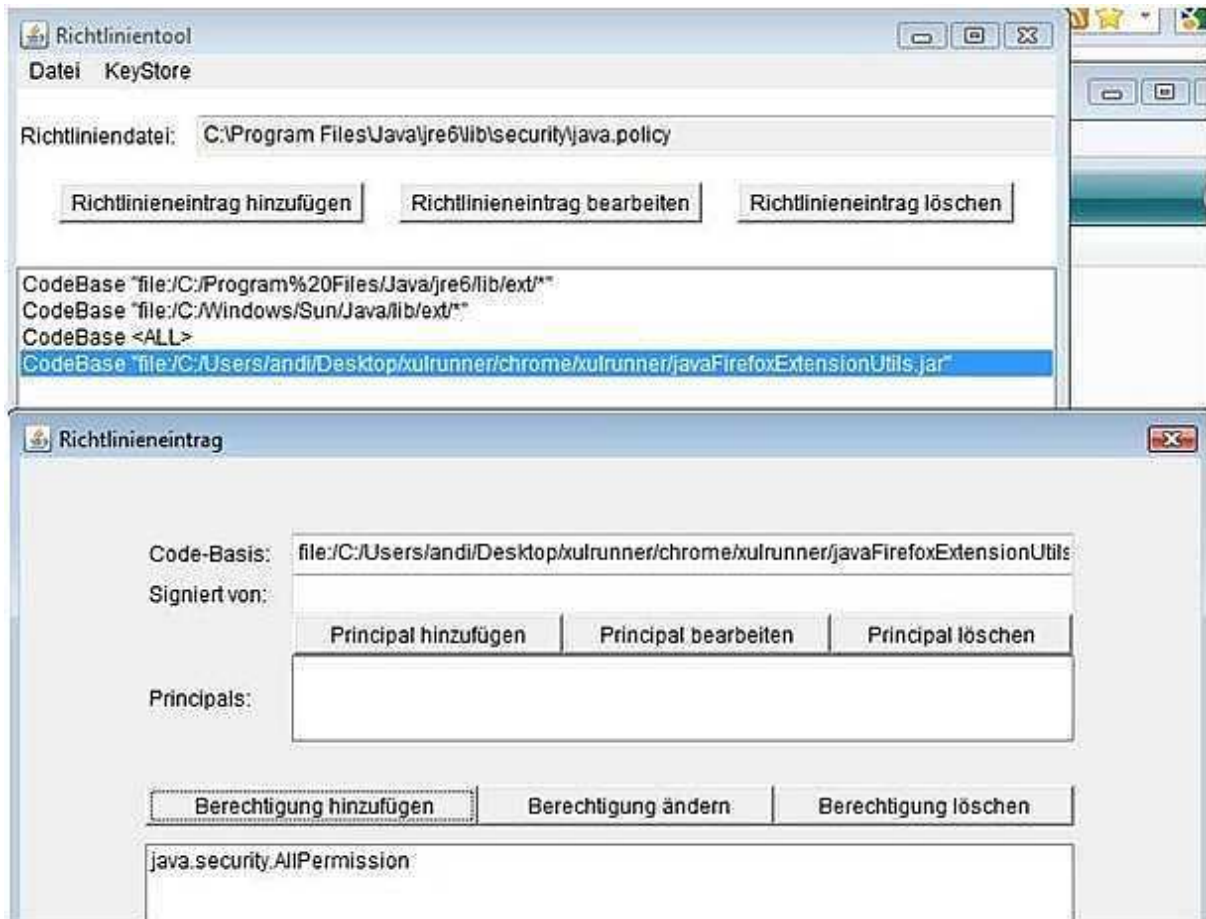 Richtlinientool
Datei KeyStore
Richtliniendatei: C:\Program Files\Java\jre6\lib\security\java.policy
Richtlinieneintrag hinzufügen Richtlinieneintrag bearbeiten Richtlinieneintrag löschen
CodeBase "file:/C:/Program%20Files/Java/jre6/lib/ext/*"
CodeBase "file:/C:/Windows/Sun/Java/lib/ext/*"
CodeBase <ALL>
CodeBase "file:/C:/Users/andi/Desktop/xulrunner/chrome/xulrunner/javaFirefoxExtensionUtils.jar"
Richtlinieneintrag
Code-Basis: file:/C:/Users/andi/Desktop/xulrunner/chrome/xulrunner/javaFirefoxExtensionUtils
Signiert von:
Principal hinzufügen Principal bearbeiten Principal löschen
Principals:
Berechtigung hinzufügen Berechtigung ändern Berechtigung löschen
java.security.AllPermission